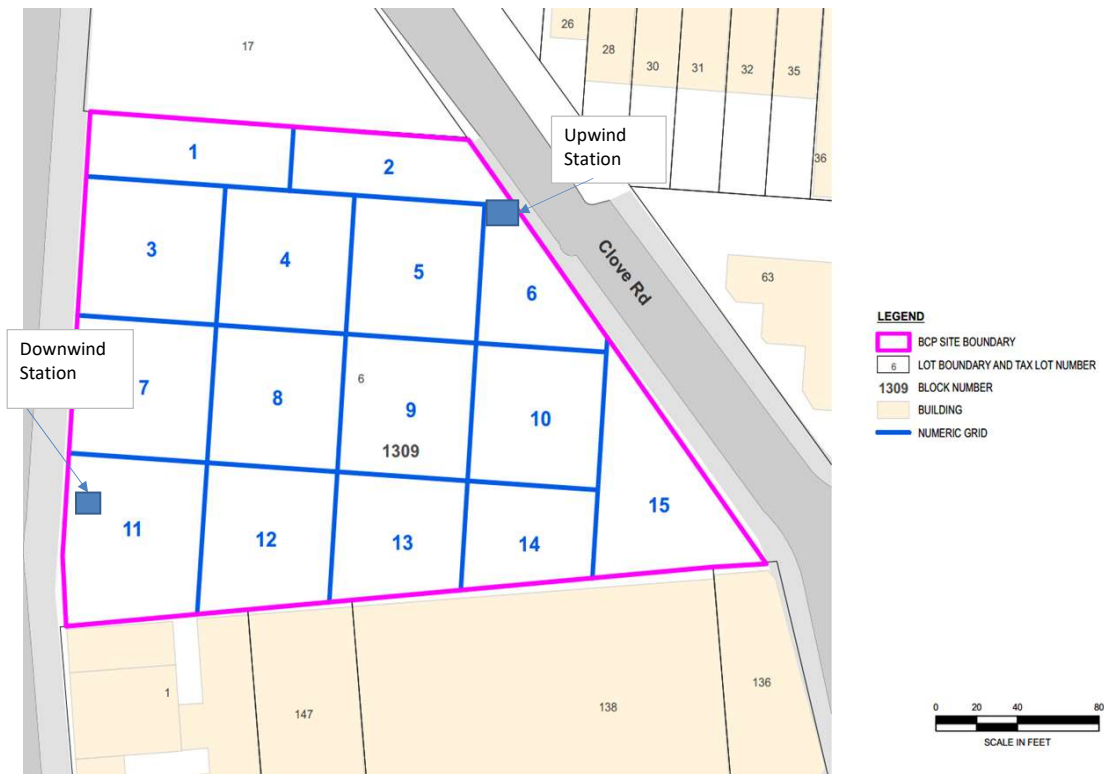 26
17
28
30
31
32
35
36
Upwind
Station
1
2
3
4
5
6
Clove Rd
63
Downwind
Station
7
8
6
9
10
1309
11
12
13
14
15
1
147
138
136
LEGEND
BCP SITE BOUNDARY
6 LOT BOUNDARY AND TAX LOT NUMBER
1309 BLOCK NUMBER
BUILDING
NUMERIC GRID
0 20 40 80
SCALE IN FEET